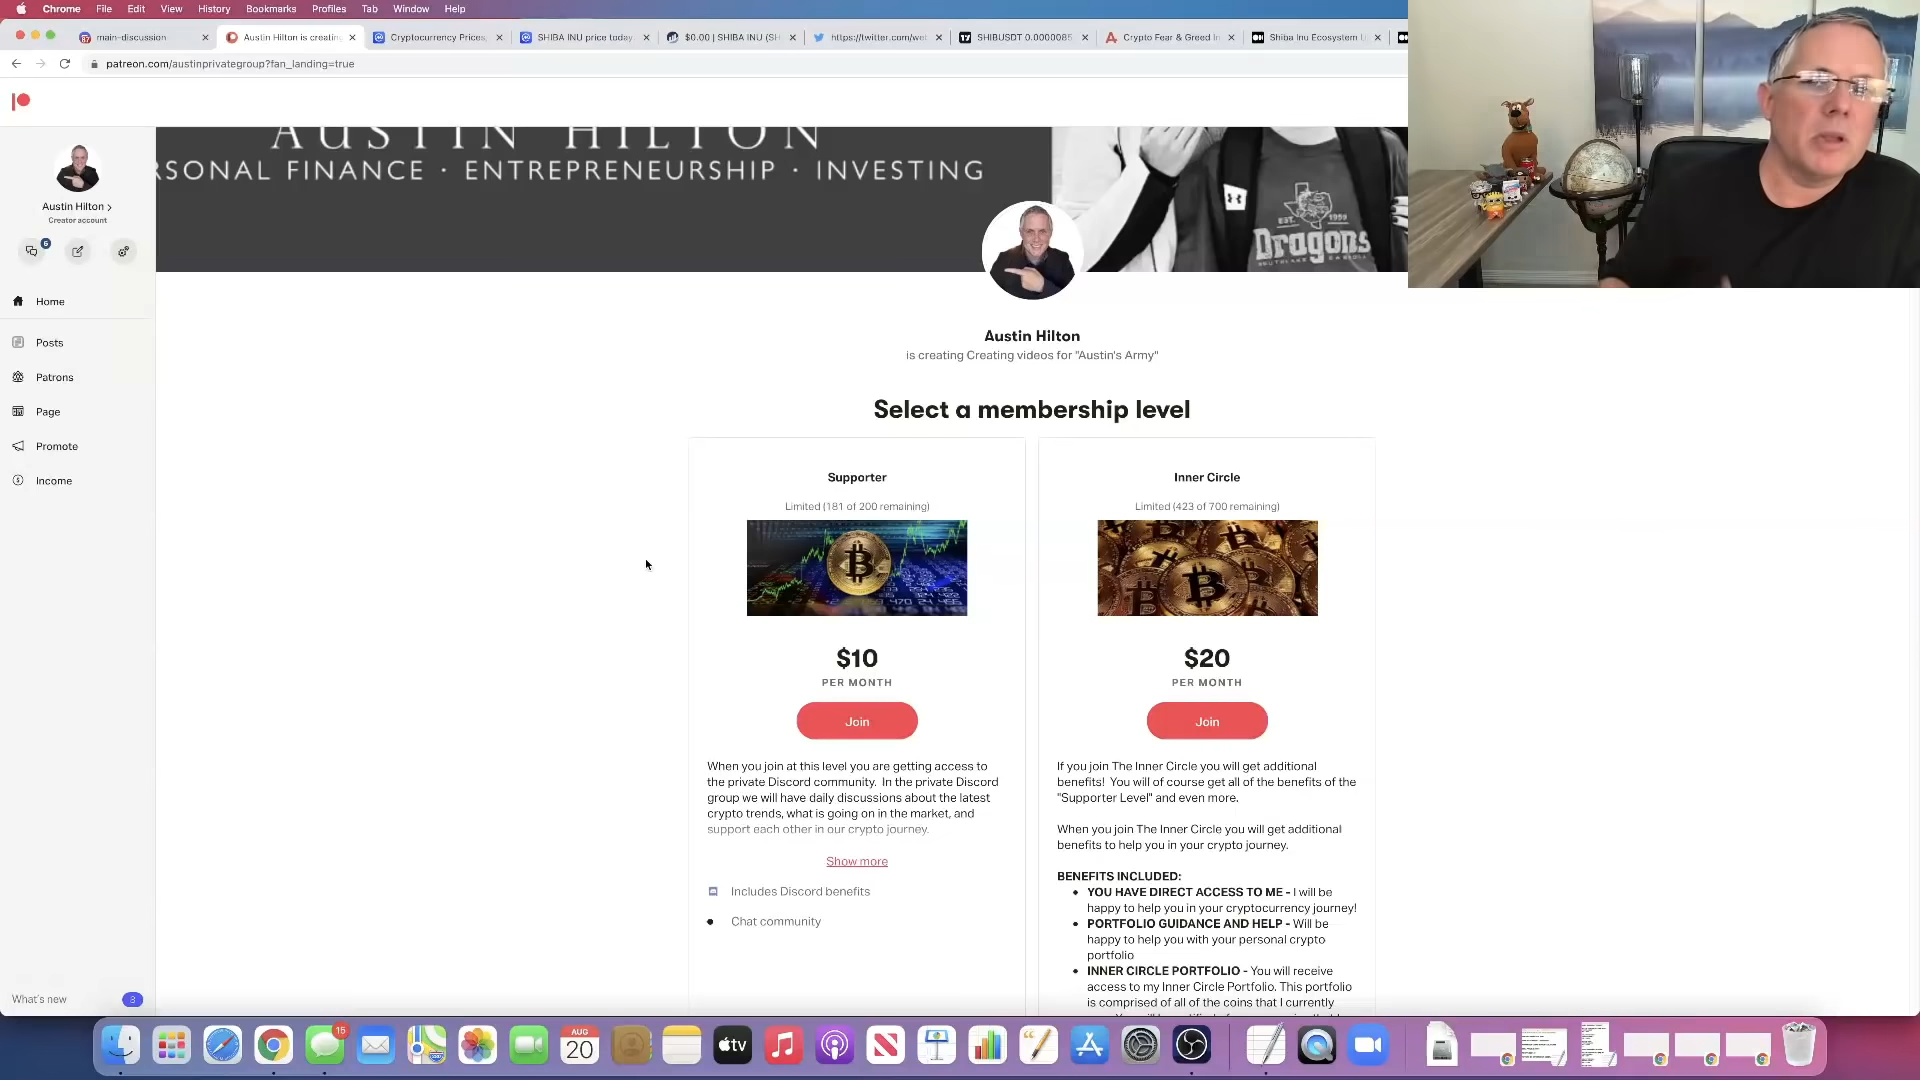 Chrome File Edit View History Bookmarks Profiles Tab Window Help
main-discussion
Austin Hilton is creatin
Cryptocurrency Prices,
SHIBA INU price today
$0.00 | SHIBA INU (SH
https://twitter.com/wat
SHIBUSDT 0.0000085
Crypto Fear & Greed In
Shiba Inu Ecosystem
patreon.com/austinprivategroup?fan_landing=true
AUSTIN HILTON
RSONAL FINANCE · ENTREPRENEURSHIP · INVESTING
EST 1959
Dragons
SOUTHLAKE CARROLL
Austin Hilton
Creator account
6
Home
Posts
Patrons
Page
Promote
Income
What's new 3
Austin Hilton
is creating Creating videos for "Austin's Army"
Select a membership level
Supporter
Limited (181 of 200 remaining)
$10
PER MONTH
Join
When you join at this level you are getting access to
the private Discord community. In the private Discord
group we will have daily discussions about the latest
crypto trends, what is going on in the market, and
support each other in our crypto journey.
Show more
Includes Discord benefits
Chat community
Inner Circle
Limited (423 of 700 remaining)
$20
PER MONTH
Join
If you join The Inner Circle you will get additional
benefits! You will of course get all of the benefits of the
"Supporter Level" and even more.
When you join The Inner Circle you will get additional
benefits to help you in your crypto journey.
BENEFITS INCLUDED:
• YOU HAVE DIRECT ACCESS TO ME - I will be
happy to help you in your cryptocurrency journey!
• PORTFOLIO GUIDANCE AND HELP - Will be
happy to help you with your personal crypto
portfolio
• INNER CIRCLE PORTFOLIO - You will receive
access to my Inner Circle Portfolio. This portfolio
is comprised of all of the coins that I currently
15
AUG
20
tv